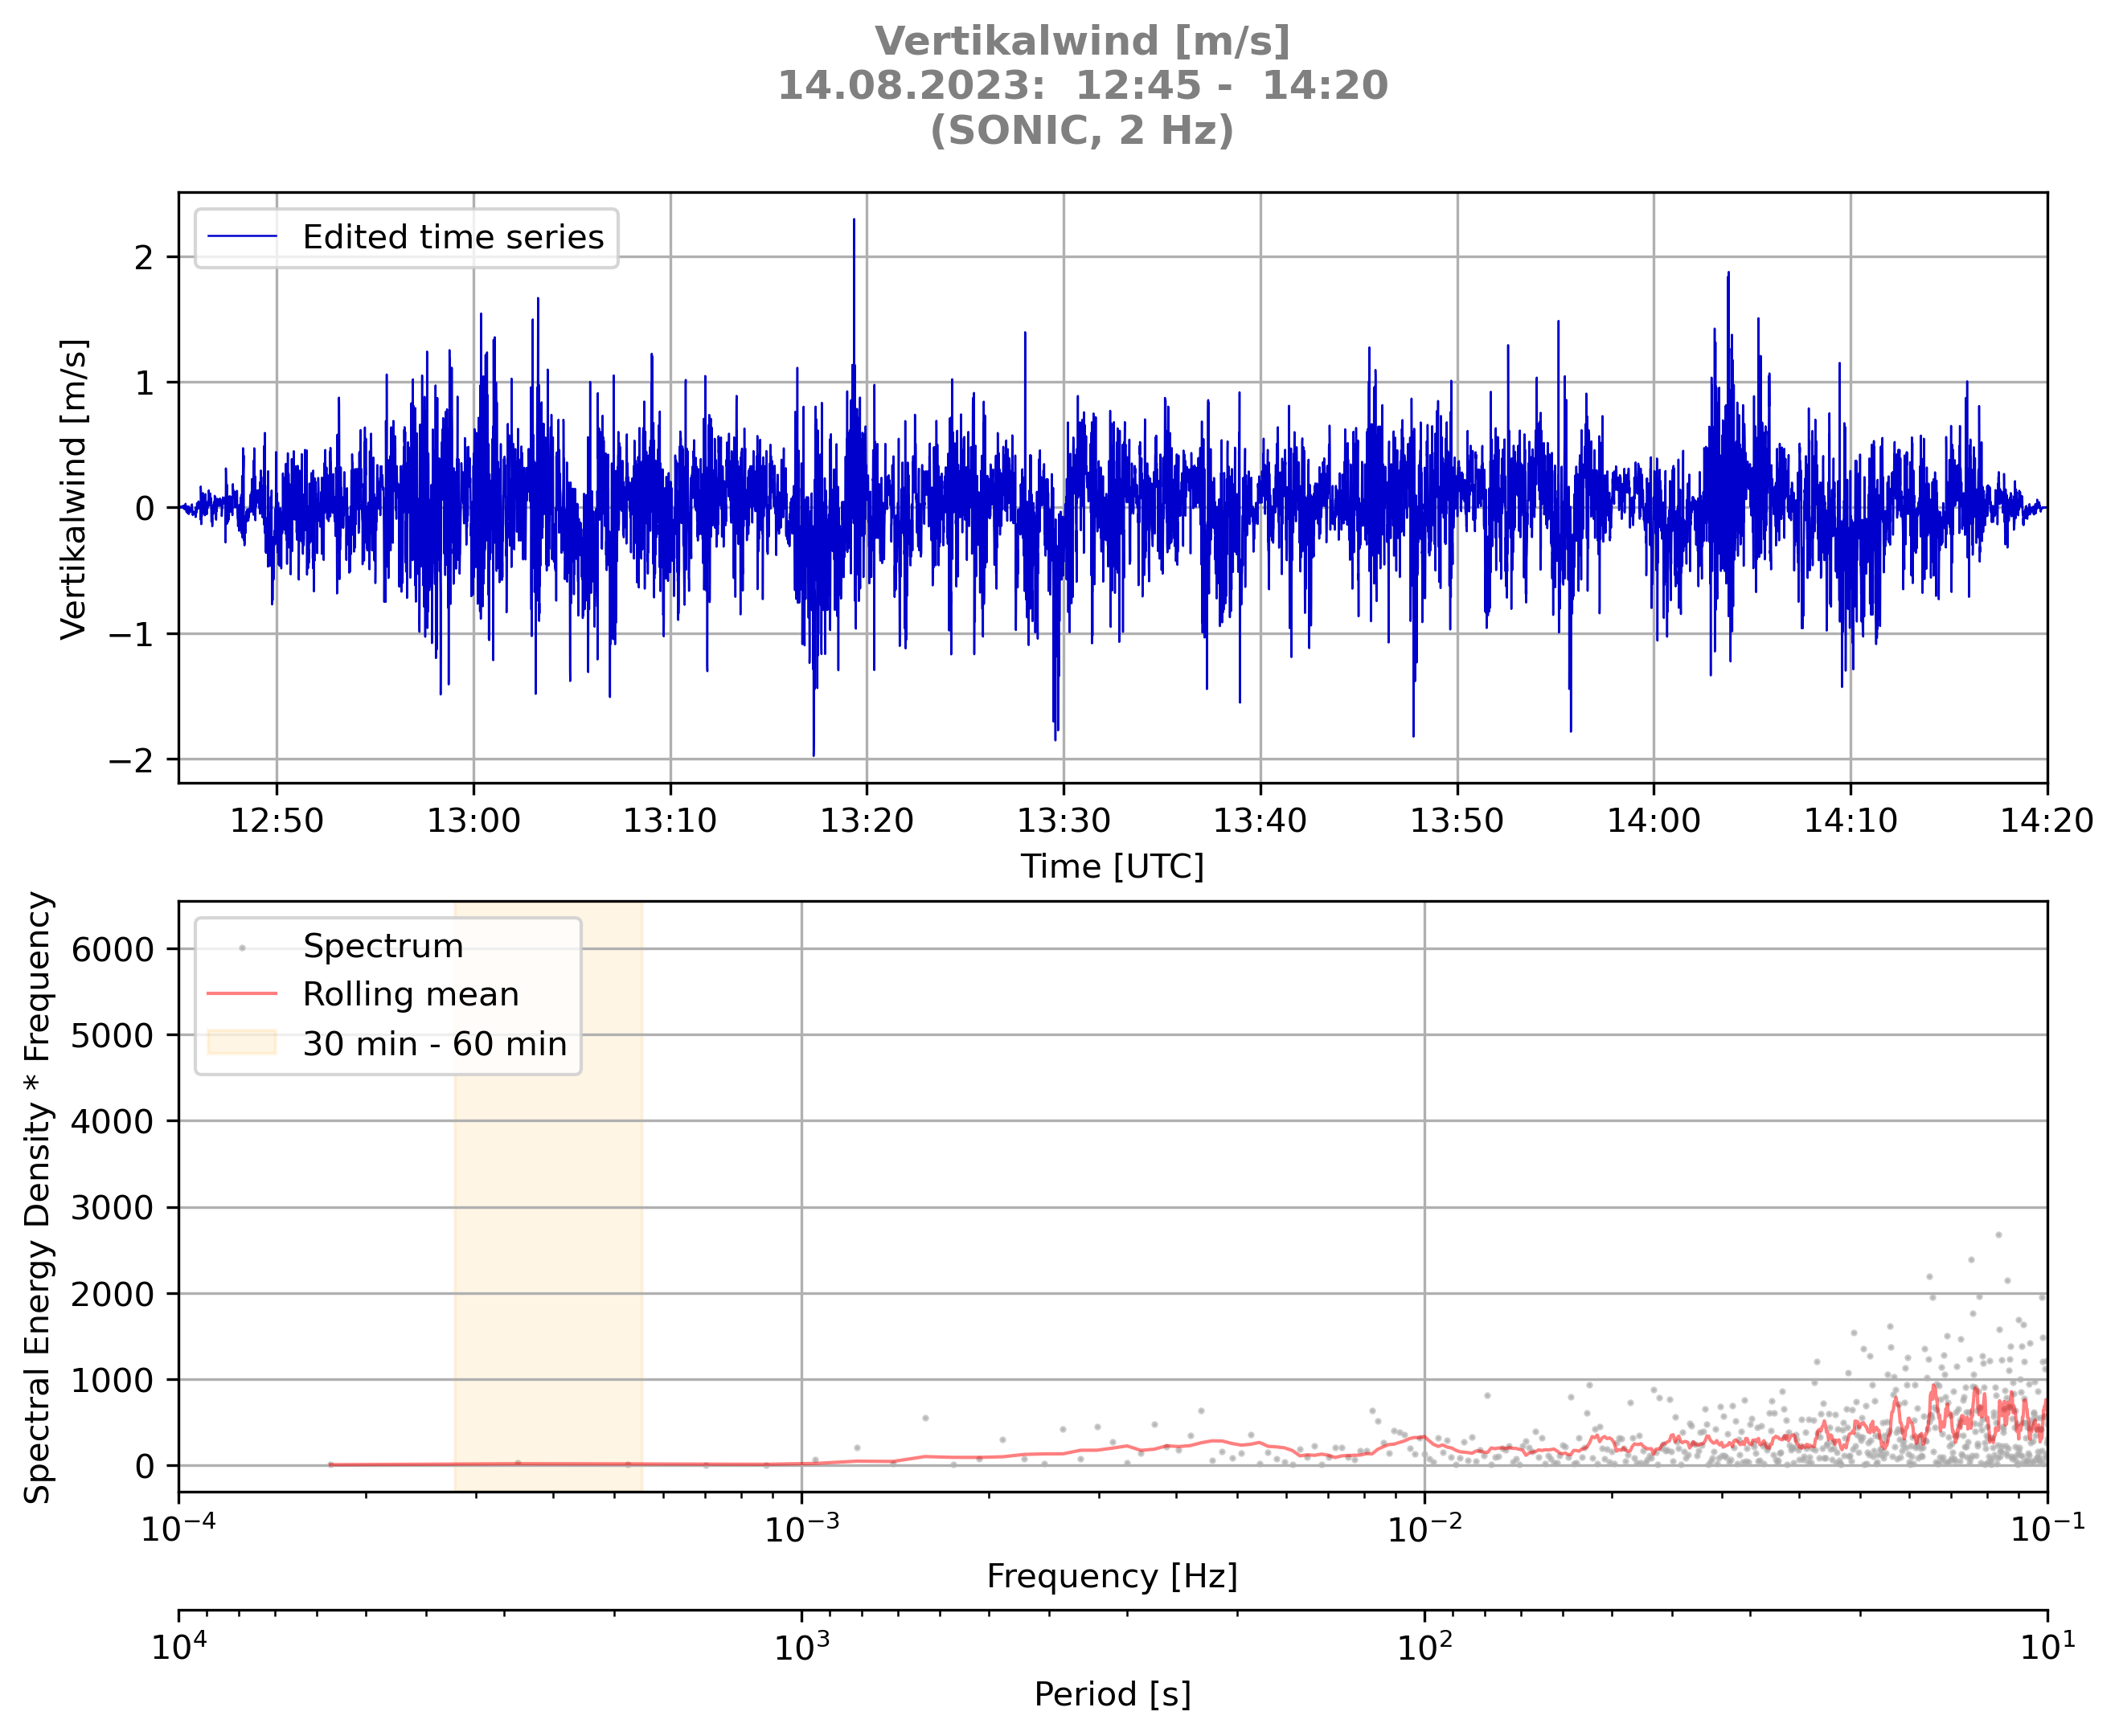 Vertikalwind [m/s]
14.08.2023:  12:45 -  14:20
(SONIC, 2 Hz)
Edited time series
Vertikalwind [m/s]
2
1
0
−1
−2
12:50 13:00 13:10 13:20 13:30 13:40 13:50 14:00 14:10 14:20
Time [UTC]
Spectrum
Rolling mean
30 min - 60 min
Spectral Energy Density * Frequency
6000
5000
4000
3000
2000
1000
0
10⁻⁴ 10⁻³ 10⁻² 10⁻¹
Frequency [Hz]
10⁴ 10³ 10² 10¹
Period [s]